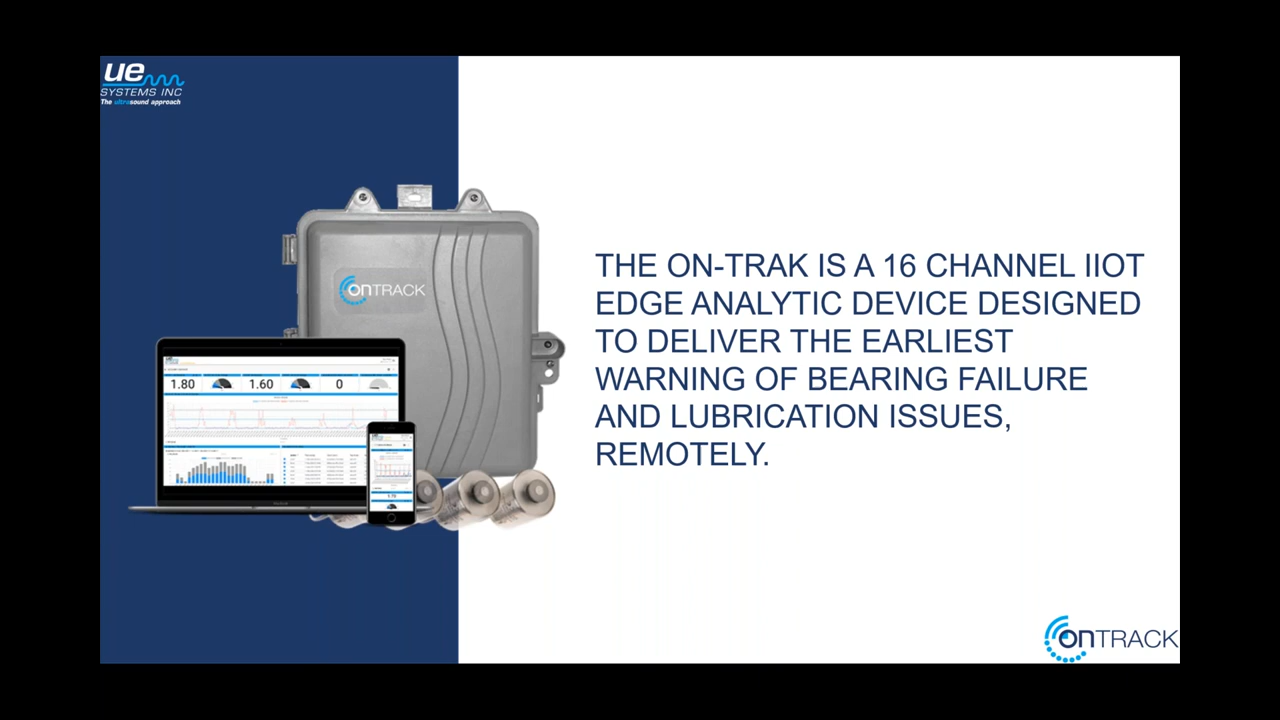 ue
SYSTEMS INC
The ultrasound approach
onTRACK
THE ON-TRAK IS A 16 CHANNEL IIOT
EDGE ANALYTIC DEVICE DESIGNED
TO DELIVER THE EARLIEST
WARNING OF BEARING FAILURE
AND LUBRICATION ISSUES,
REMOTELY.
1.80 1.60 0
onTRACK